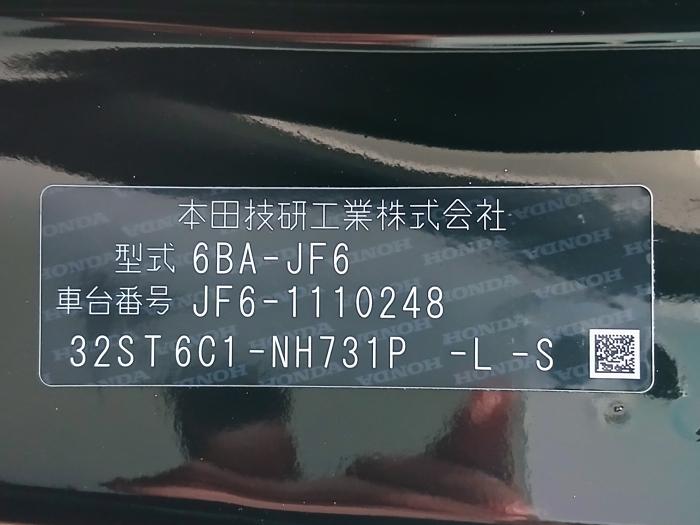 本田技研工業株式会社
型式 6BA-JF6
車台番号 JF6-1110248
32ST6C1-NH731P -L -S